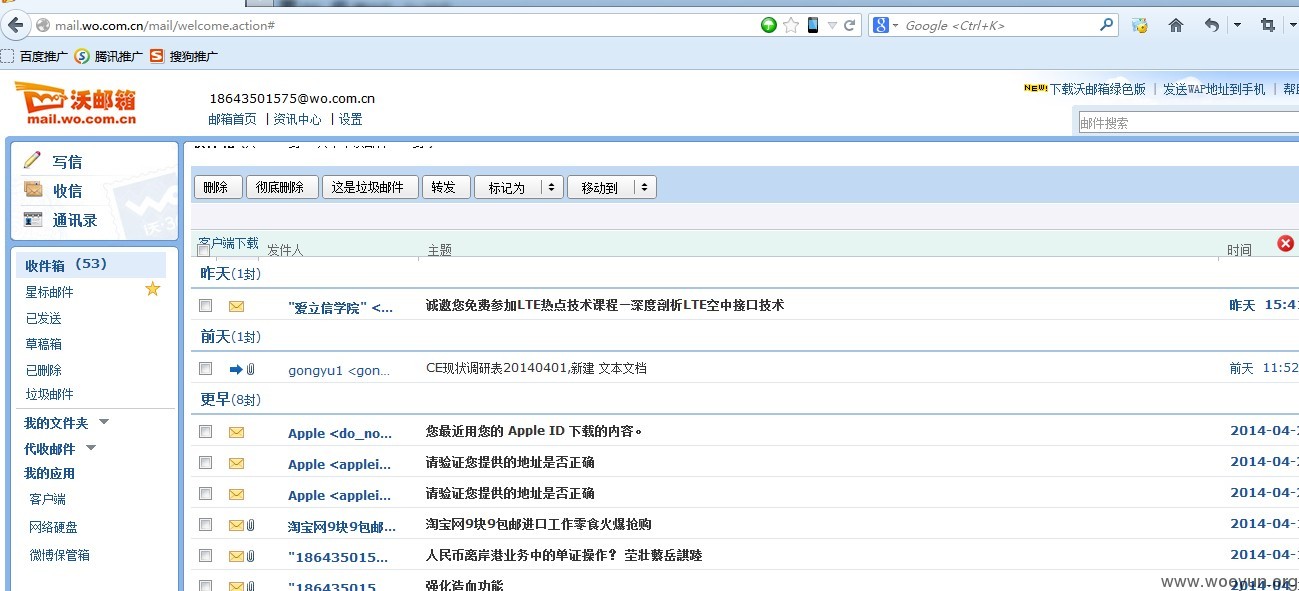 mail.wo.com.cn/mail/welcome.action#
Google <Ctrl+K>
百度推广 腾讯推广 搜狗推广
沃邮箱
mail.wo.com.cn
18643501575@wo.com.cn
邮箱首页 | 资讯中心 | 设置
NEW! 下载沃邮箱绿色版 | 发送WAP地址到手机 | 帮
邮件搜索
写信
收信
通讯录
删除 彻底删除 这是垃圾邮件 转发 标记为 移动到
客户端下载
发件人 主题 时间
收件箱 (53)
星标邮件
已发送
草稿箱
已删除
垃圾邮件
我的文件夹
代收邮件
我的应用
客户端
网络硬盘
微博保管箱
昨天(1封)
"爱立信学院" <... 诚邀您免费参加LTE热点技术课程—深度剖析LTE空中接口技术 昨天 15:4
前天(1封)
gongyu1 <gon... CE现状调研表20140401,新建 文本文档 前天 11:52
更早(8封)
Apple <do_no... 您最近用您的 Apple ID 下载的内容。 2014-04-
Apple <applei... 请验证您提供的地址是否正确 2014-04-
Apple <applei... 请验证您提供的地址是否正确 2014-04-
淘宝网9块9包邮... 淘宝网9块9包邮进口工作零食火爆抢购 2014-04-
"186435015... 人民币离岸港业务中的单证操作? 2014-04-
"186435015 强化造血功能 2014-04-
www.wooyun.org